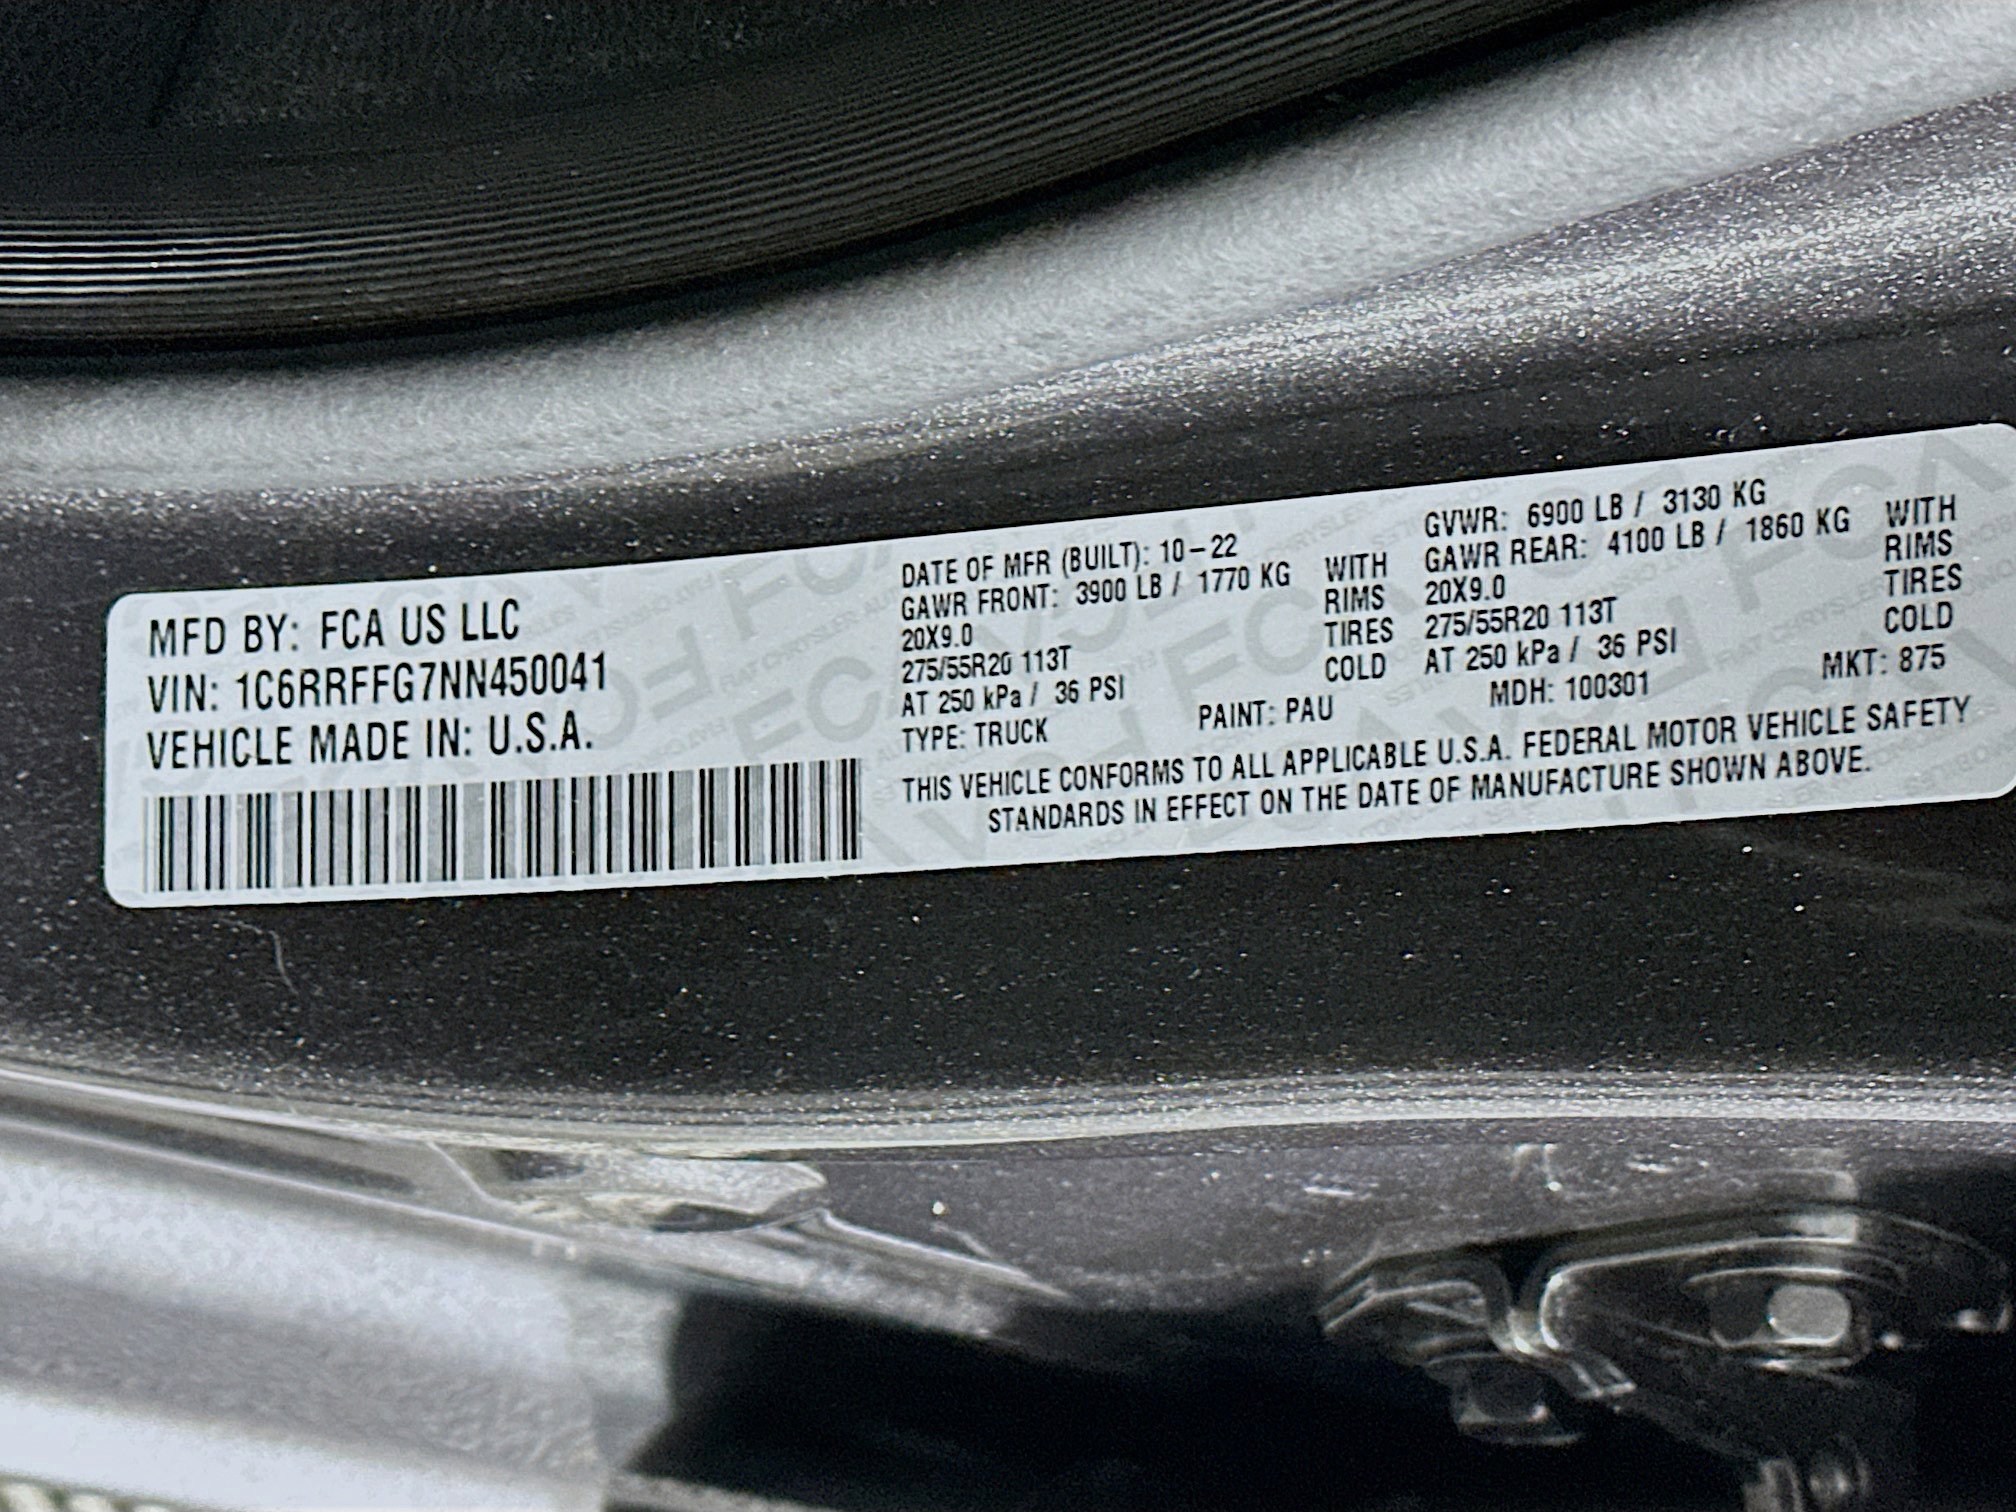 MFD BY: FCA US LLC
VIN: 1C6RRFFG7NN450041
VEHICLE MADE IN: U.S.A.
DATE OF MFR (BUILT): 10-22
GAWR FRONT: 3900 LB / 1770 KG WITH
20X9.0 RIMS
275/55R20 113T TIRES
AT 250 kPa / 36 PSI COLD
GVWR: 6900 LB / 3130 KG
GAWR REAR: 4100 LB / 1860 KG WITH
20X9.0 RIMS
275/55R20 113T TIRES
AT 250 kPa / 36 PSI COLD
TYPE: TRUCK PAINT: PAU MDH: 100301 MKT: 875
THIS VEHICLE CONFORMS TO ALL APPLICABLE U.S.A. FEDERAL MOTOR VEHICLE SAFETY
STANDARDS IN EFFECT ON THE DATE OF MANUFACTURE SHOWN ABOVE.